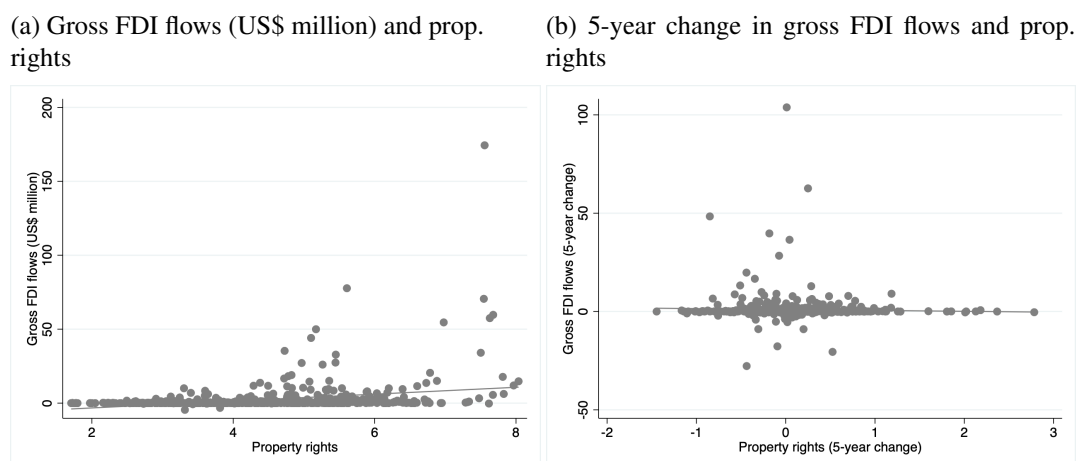 (a) Gross FDI flows (US$ million) and prop.
rights
(b) 5-year change in gross FDI flows and prop.
rights
Gross FDI flows (US$ million)
200
150
100
50
0
2 4 6 8
Property rights
Gross FDI flows (5-year change)
100
50
0
-50
-2 -1 0 1 2 3
Property rights (5-year change)